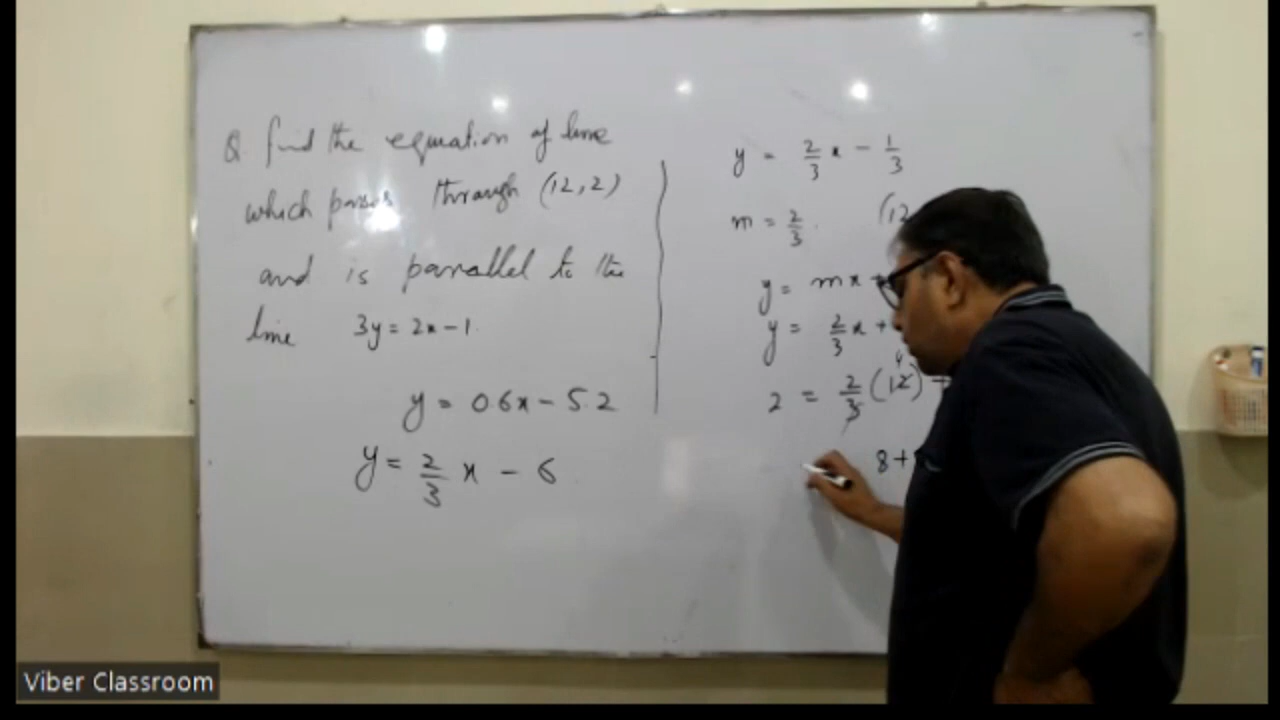 Q. find the equation of line
which passes through (12,2)
and is parallel to the
line 3y = 2x - 1.
y = 0.6x - 5.2
y = 2/3 x - 6
y = 2/3 x - 1/3
m = 2/3. (12
y = mx +
y = 2/3 x +
2 = 2/3 (12) +
4
8 +
Viber Classroom